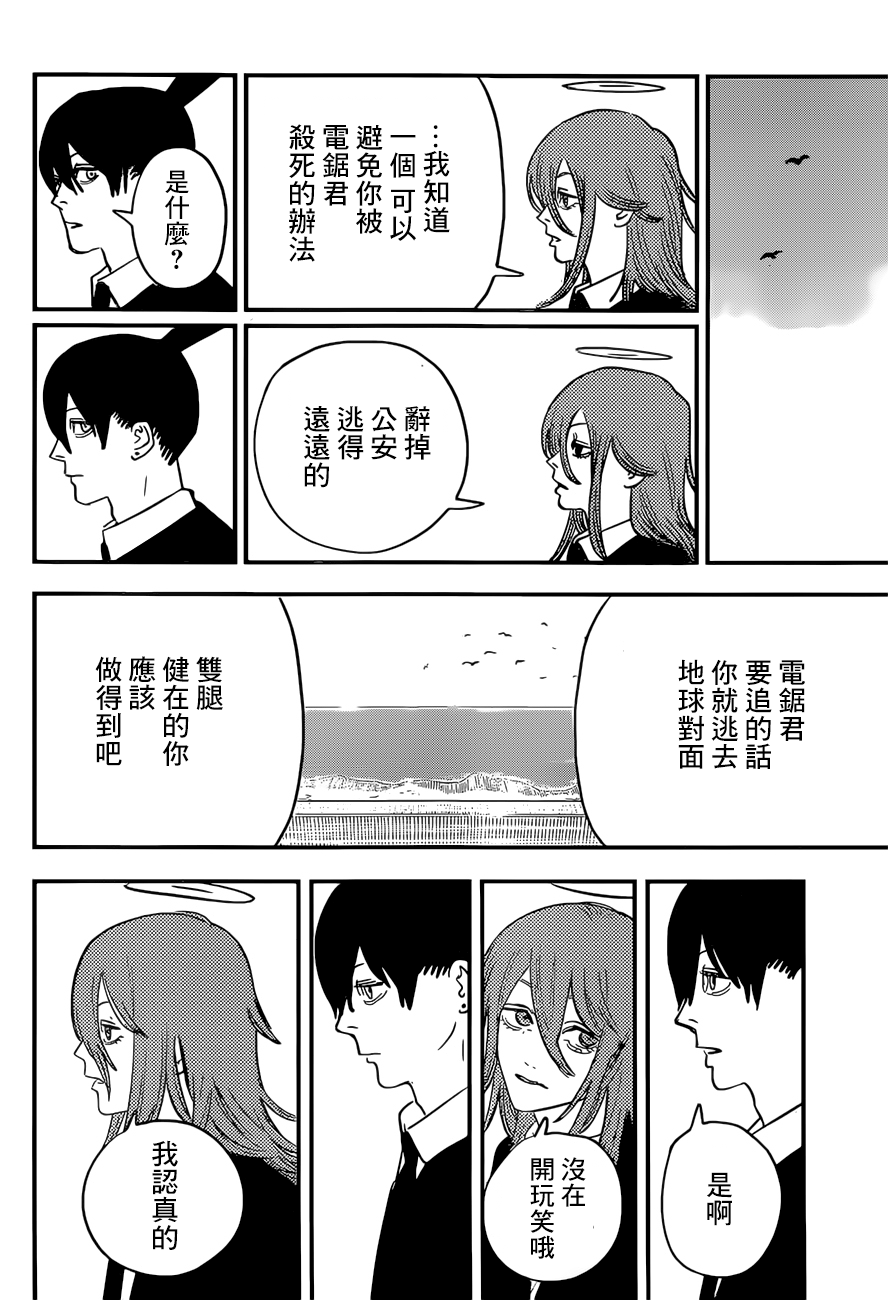 …我知道
一個 可以
避免你被
電鋸君
殺死的辦法
是什麼?
辭掉
公安
逃得
遠遠的
電鋸君
要追的話
你就逃去
地球對面
雙腿
健在的你
應該
做得到吧
是啊
沒在
開玩笑哦
我認真
的